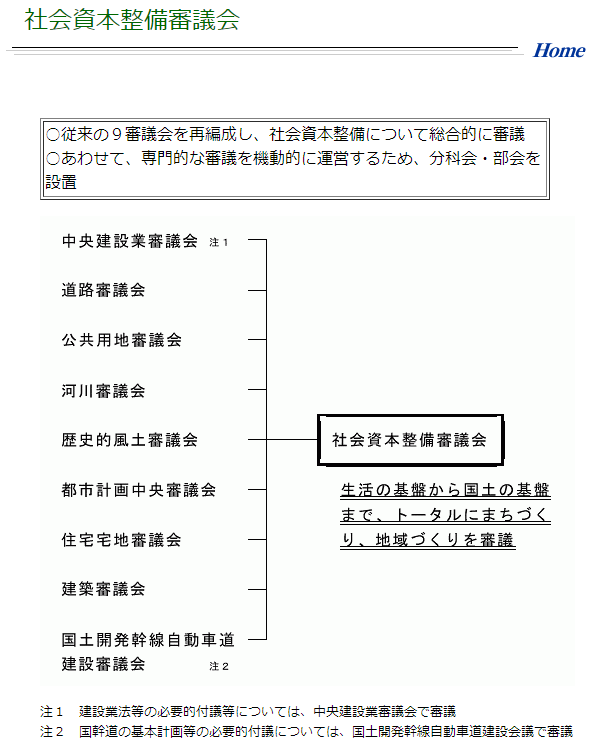 社会資本整備審議会
Home
○従来の９審議会を再編成し、社会資本整備について総合的に審議
○あわせて、専門的な審議を機動的に運営するため、分科会・部会を
設置
中央建設業審議会 注１
道路審議会
公共用地審議会
河川審議会
歴史的風土審議会
都市計画中央審議会
住宅宅地審議会
建築審議会
国土開発幹線自動車道
建設審議会 注２
社会資本整備審議会
生活の基盤から国土の基盤
まで、トータルにまちづく
り、地域づくりを審議
注１　建設業法等の必要的付議等については、中央建設業審議会で審議
注２　国幹道の基本計画等の必要的付議については、国土開発幹線自動車道建設会議で審議